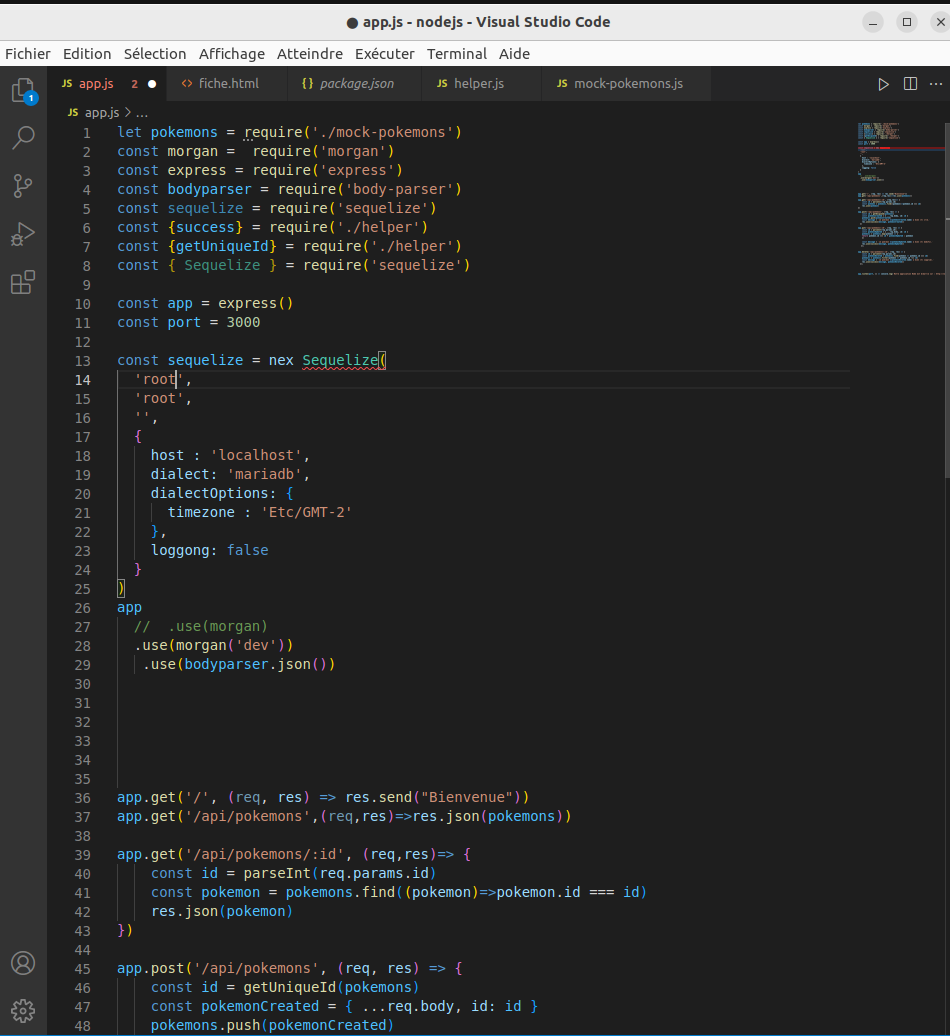 ● app.js - nodejs - Visual Studio Code
Fichier Edition Sélection Affichage Atteindre Exécuter Terminal Aide
JS app.js 2 ● <> fiche.html {} package.json JS helper.js JS mock-pokemons.js ...
1
JS app.js > ...
1 let pokemons = require('./mock-pokemons')
2 const morgan =  require('morgan')
3 const express = require('express')
4 const bodyparser = require('body-parser')
5 const sequelize = require('sequelize')
6 const {success} = require('./helper')
7 const {getUniqueId} = require('./helper')
8 const { Sequelize } = require('sequelize')
9
10 const app = express()
11 const port = 3000
12
13 const sequelize = nex Sequelize(
14   'root',
15   'root',
16   '',
17   {
18     host : 'localhost',
19     dialect: 'mariadb',
20     dialectOptions: {
21       timezone : 'Etc/GMT-2'
22     },
23     loggong: false
24   }
25 )
26 app
27   //  .use(morgan)
28   .use(morgan('dev'))
29    .use(bodyparser.json())
30
31
32
33
34
35
36 app.get('/', (req, res) => res.send("Bienvenue"))
37 app.get('/api/pokemons',(req,res)=>res.json(pokemons))
38
39 app.get('/api/pokemons/:id', (req,res)=> {
40     const id = parseInt(req.params.id)
41     const pokemon = pokemons.find((pokemon)=>pokemon.id === id)
42     res.json(pokemon)
43 })
44
45 app.post('/api/pokemons', (req, res) => {
46     const id = getUniqueId(pokemons)
47     const pokemonCreated = { ...req.body, id: id }
48     pokemons.push(pokemonCreated)